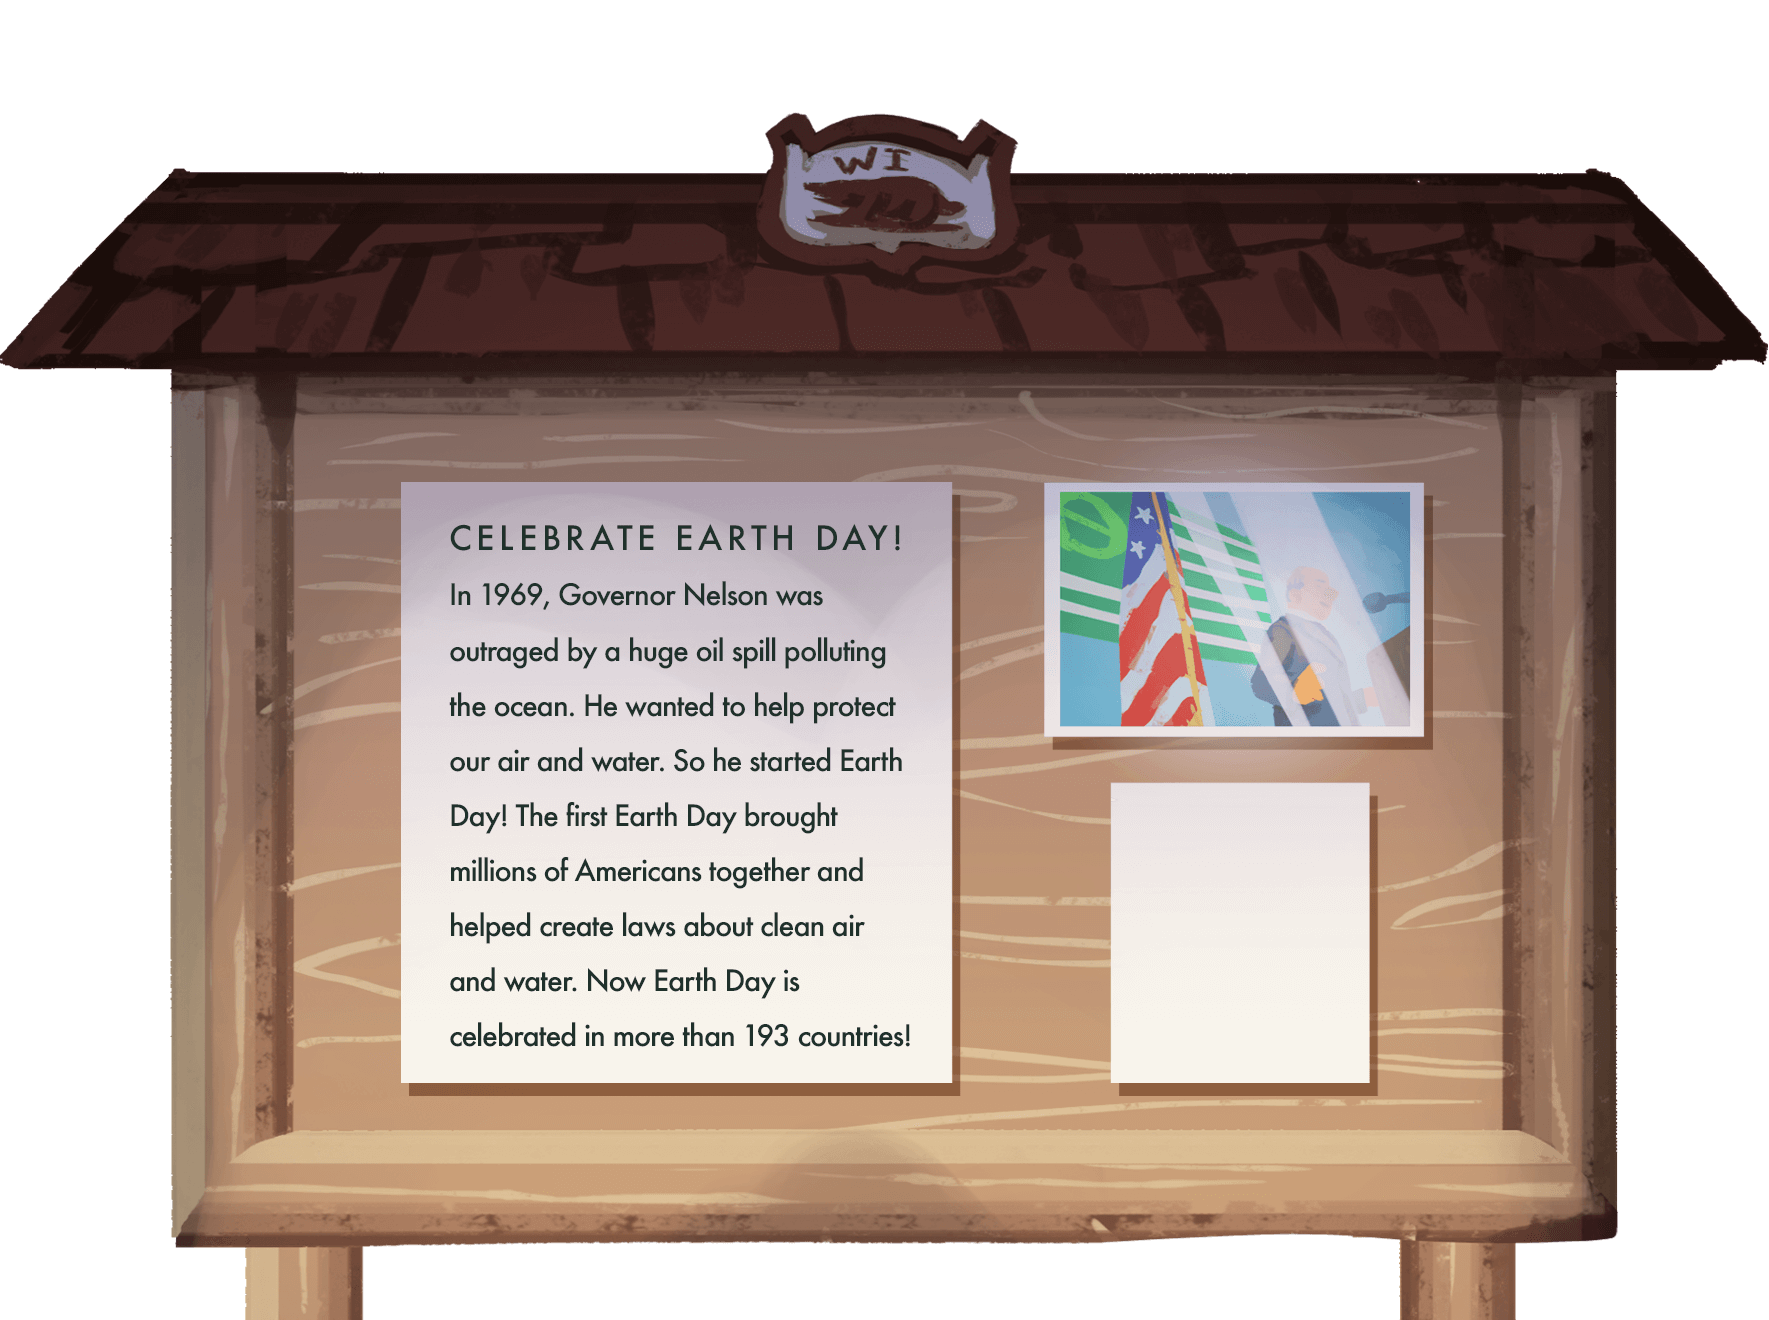 WI
CELEBRATE EARTH DAY!
In 1969, Governor Nelson was
outraged by a huge oil spill polluting
the ocean. He wanted to help protect
our air and water. So he started Earth
Day! The first Earth Day brought
millions of Americans together and
helped create laws about clean air
and water. Now Earth Day is
celebrated in more than 193 countries!